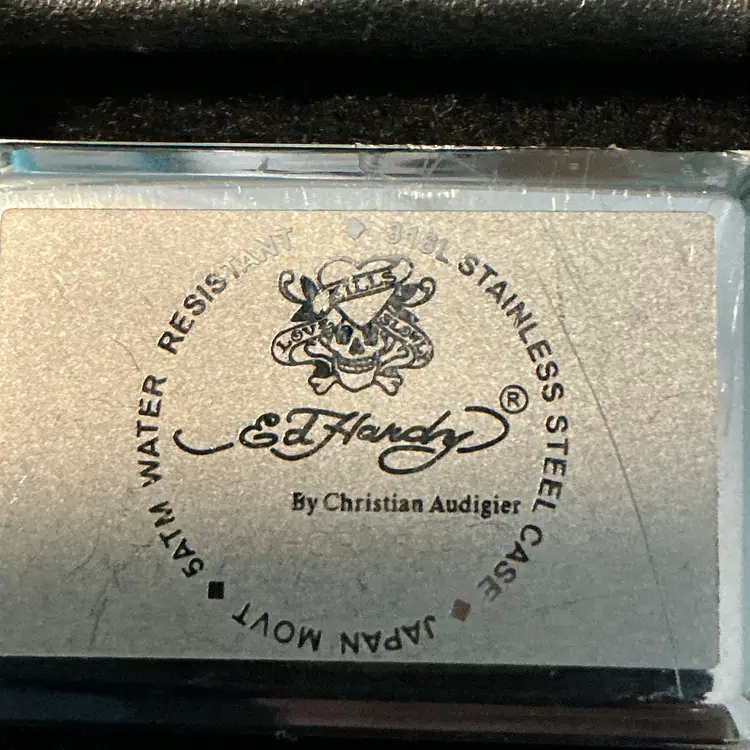 KILLS
LOVE SLOWLY
Ed Hardy ®
By Christian Audigier
5ATM WATER RESISTANT ◆ 316L STAINLESS STEEL CASE ◆ JAPAN MOVT ◆